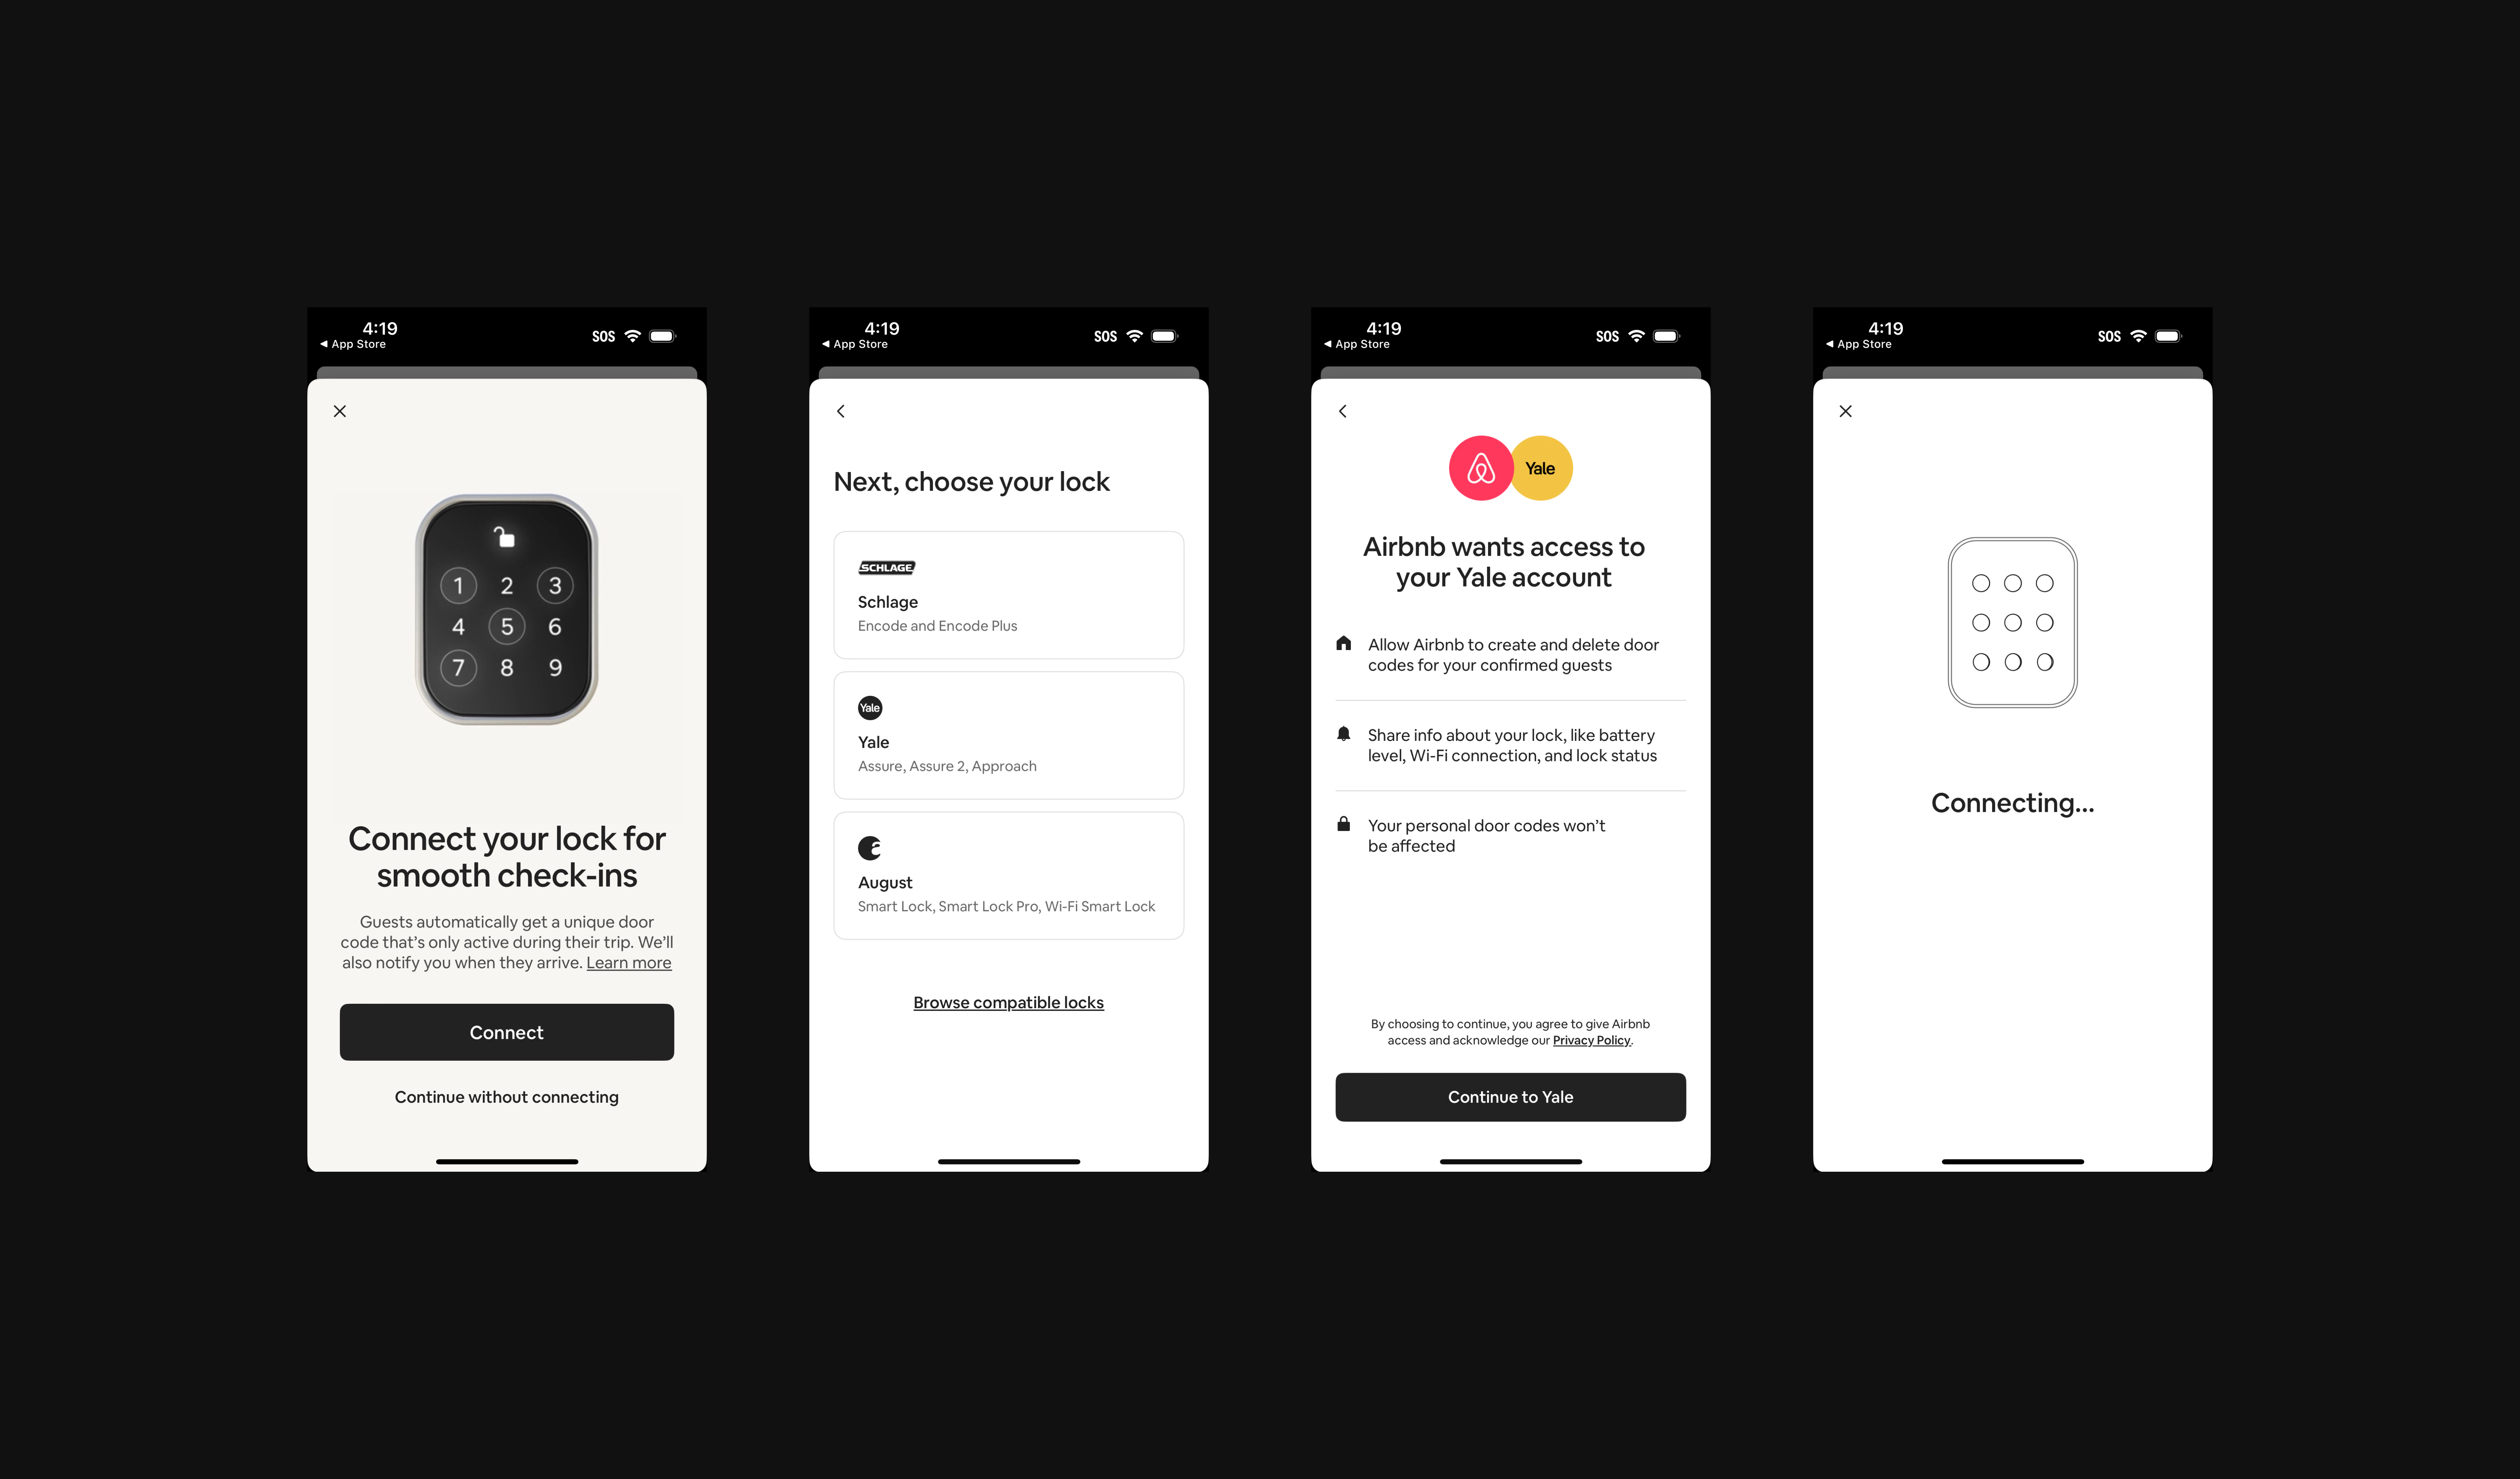 4:19
◀ App Store
SOS
1 2 3
4 5 6
7 8 9
Connect your lock for
smooth check-ins
Guests automatically get a unique door
code that’s only active during their trip. We’ll
also notify you when they arrive. Learn more
Connect
Continue without connecting
4:19
◀ App Store
SOS
Next, choose your lock
SCHLAGE
Schlage
Encode and Encode Plus
Yale
Yale
Assure, Assure 2, Approach
a
August
Smart Lock, Smart Lock Pro, Wi-Fi Smart Lock
Browse compatible locks
4:19
◀ App Store
SOS
Yale
Airbnb wants access to
your Yale account
Allow Airbnb to create and delete door
codes for your confirmed guests
Share info about your lock, like battery
level, Wi-Fi connection, and lock status
Your personal door codes won’t
be affected
By choosing to continue, you agree to give Airbnb
access and acknowledge our Privacy Policy.
Continue to Yale
4:19
◀ App Store
SOS
Connecting...